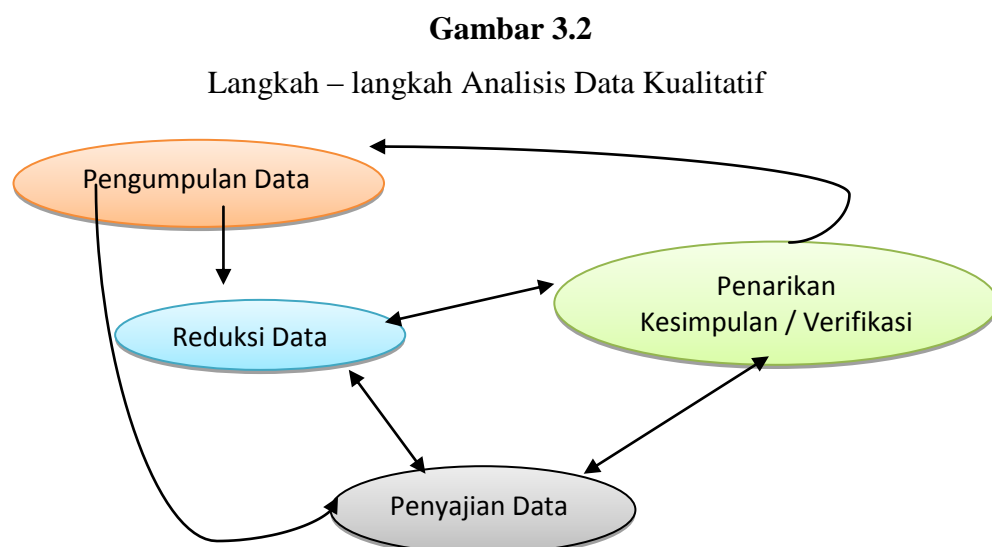 Gambar 3.2
Langkah – langkah Analisis Data Kualitatif
Pengumpulan Data
Penarikan
Kesimpulan / Verifikasi
Reduksi Data
Penyajian Data